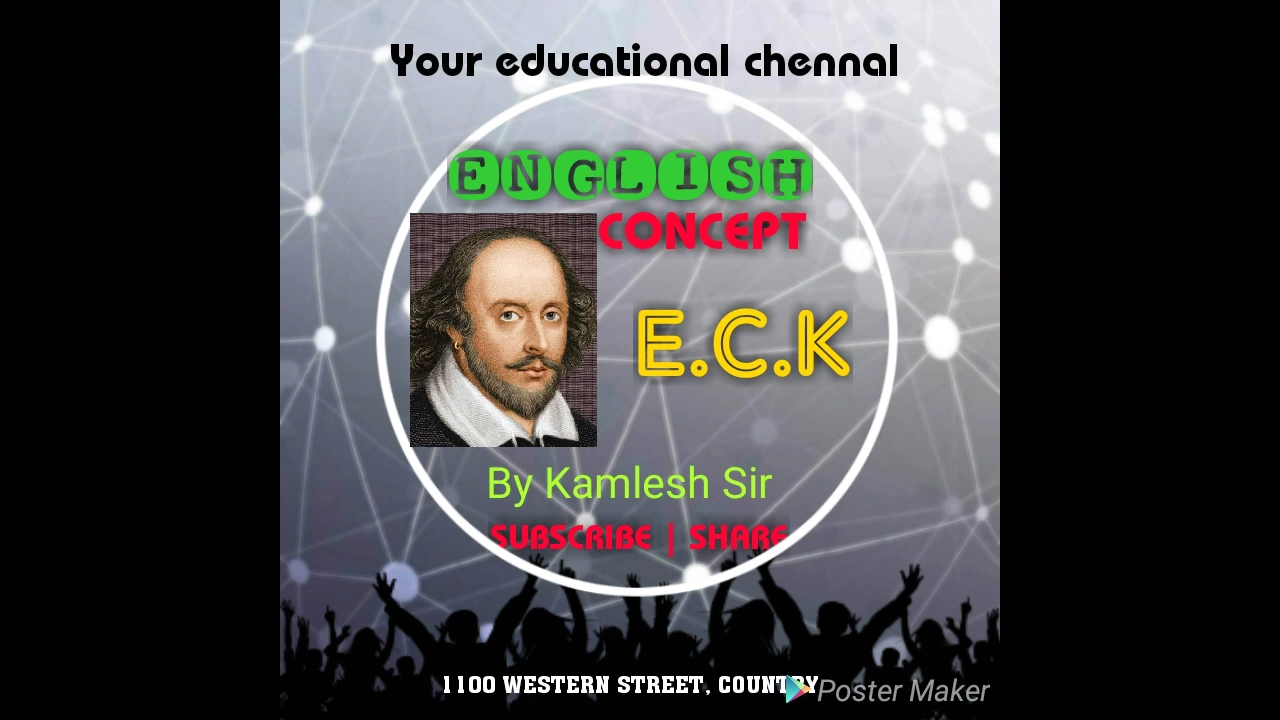 Your educational chennal
ENGLISH
CONCEPT
E.C.K
By Kamlesh Sir
SUBSCRIBE | SHARE
1100 WESTERN STREET, COUNTRY
Poster Maker